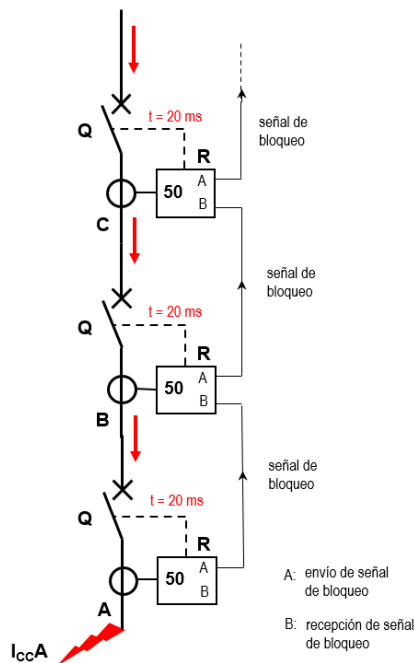 t = 20 ms
señal de
bloqueo
Q
R
A
50
B
C
señal de
bloqueo
t = 20 ms
Q
R
A
50
B
B
señal de
bloqueo
t = 20 ms
Q
R
A
50
B
A: envío de señal
de bloqueo
A
B: recepción de señal
de bloqueo
ICCA